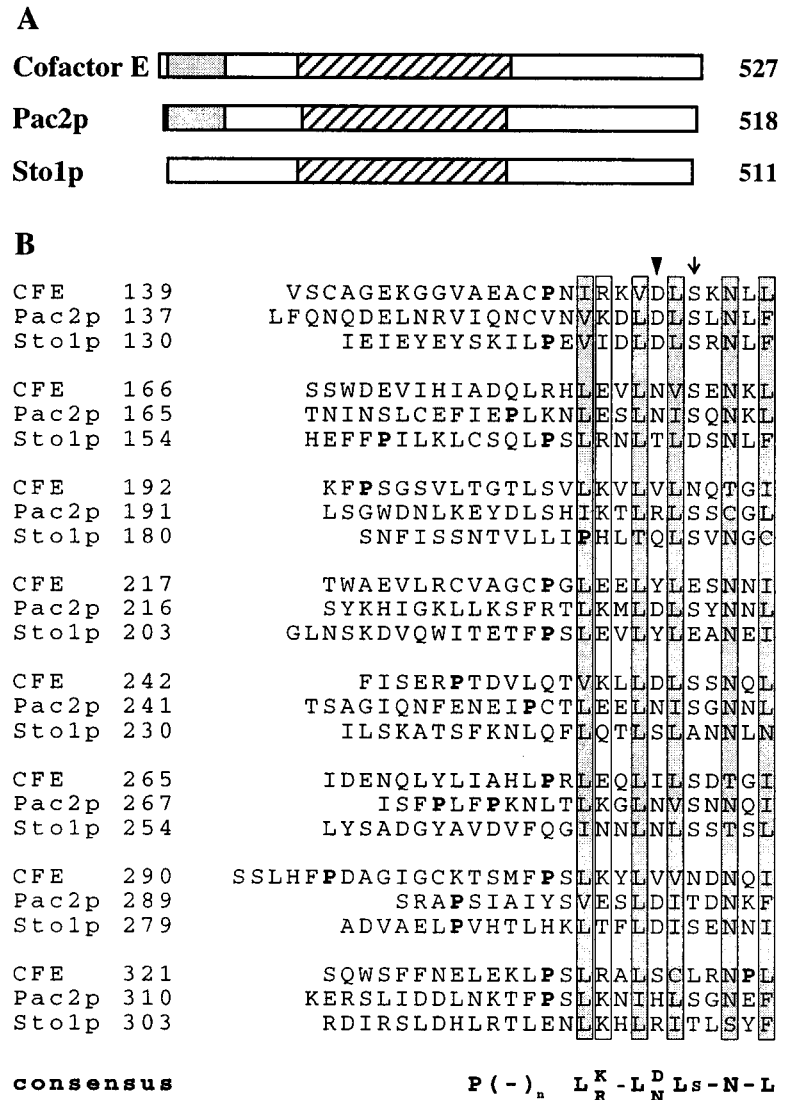 A
Cofactor E 527
Pac2p 518
Sto1p 511
B
CFE 139 VSCAGEKGGVAEACPNIRKVDLSKNLL
Pac2p 137 LFQNQDELNRVIQNCVNVKDLDLSLNLF
Sto1p 130 IEIEYEYSKILPEVIDLDLSRNLF
CFE 166 SSWDEVIHIADQLRHLEVLNVSENKL
Pac2p 165 TNINSLCEFIEPLKNLESLNISQNKL
Sto1p 154 HEFFPILKLCSQLPSLRNLTLDSNLF
CFE 192 KFPSGSVLTGTLSVLKVLVLNQTGI
Pac2p 191 LSGWDNLKEYDLSHIKTLRLSSCGL
Sto1p 180 SNFISSNTVLLIPHLTQLSVNGC
CFE 217 TWAEVLRCVAGCPGLEELYLESNNI
Pac2p 216 SYKHIGKLLKSFRTLKMLDLSYNNL
Sto1p 203 GLNSKDVQWITETFPSLEVLYLEANEI
CFE 242 FISERPTDVLQTVKLLDLSSNQL
Pac2p 241 TSAGIQNFENEIPCTLEELNISGNNL
Sto1p 230 ILSKATSFKNLQFLQTLSLANNLN
CFE 265 IDENQLYLIAHLPRLEQLILSDTGI
Pac2p 267 ISFPLFPKNLTLKGLNVSNNQI
Sto1p 254 LYSADGYAVDVFQGINNLNLSSTSL
CFE 290 SSLHFPDAGIGCKTSMFPSLKYLVVNDNQI
Pac2p 289 SRAPSIAIYSVESLDITDNKF
Sto1p 279 ADVAELPVHTLHKLTFLDISENNI
CFE 321 SQWSFFNELEKLPSLRALSCLRNPL
Pac2p 310 KERSLIDDLNKTFPSLKNIHLSGNEF
Sto1p 303 RDIRSLDHLRTLENLKHLRITLSYF
consensus P(-)n L K/R -L D/N Ls-N-L